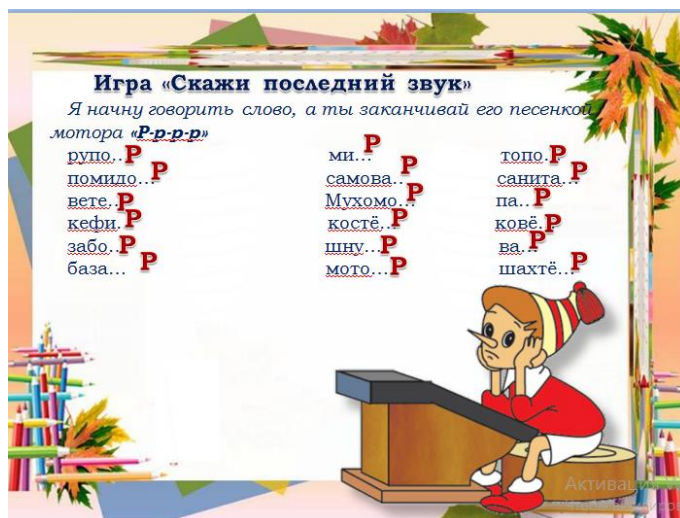 Игра «Скажи последний звук»
Я начну говорить слово, а ты заканчивай его песенкой
мотора «Р-р-р-р»
рупо..Р ми...Р топо.Р
помидо...Р самова..Р санита..Р
вете..Р Мухомо...Р па..Р
кефи.Р костё..Р ковё.Р
забо..Р шну...Р ва..Р
база... Р мото...Р шахтё..Р